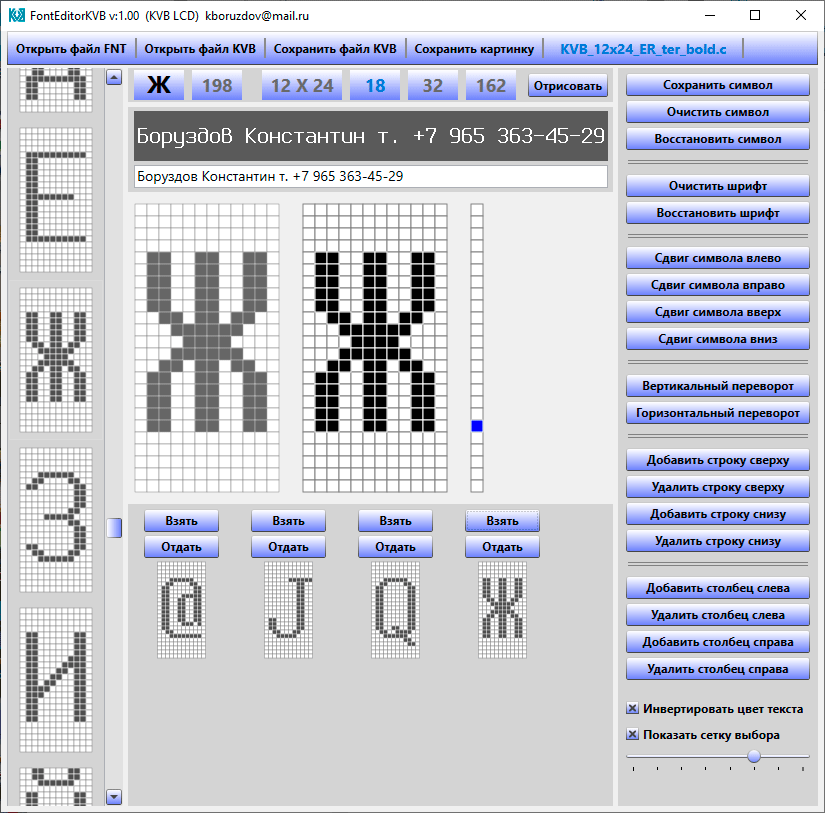 FontEditorKVB v:1.00 (KVB LCD) kboruzdov@mail.ru
Открыть файл FNT Открыть файл KVB Сохранить файл KVB Сохранить картинку KVB_12x24_ER_ter_bold.c
Ж 198 12 X 24 18 32 162 Отрисовать
Боруздов Константин т. +7 965 363-45-29
Боруздов Константин т. +7 965 363-45-29
Е
Ж
З
И
Ж
Ж
Взять Взять Взять Взять
Отдать Отдать Отдать Отдать
@ J Q Ж
Сохранить символ
Очистить символ
Восстановить символ
Очистить шрифт
Восстановить шрифт
Сдвиг символа влево
Сдвиг символа вправо
Сдвиг символа вверх
Сдвиг символа вниз
Вертикальный переворот
Горизонтальный переворот
Добавить строку сверху
Удалить строку сверху
Добавить строку снизу
Удалить строку снизу
Добавить столбец слева
Удалить столбец слева
Добавить столбец справа
Удалить столбец справа
Инвертировать цвет текста
Показать сетку выбора